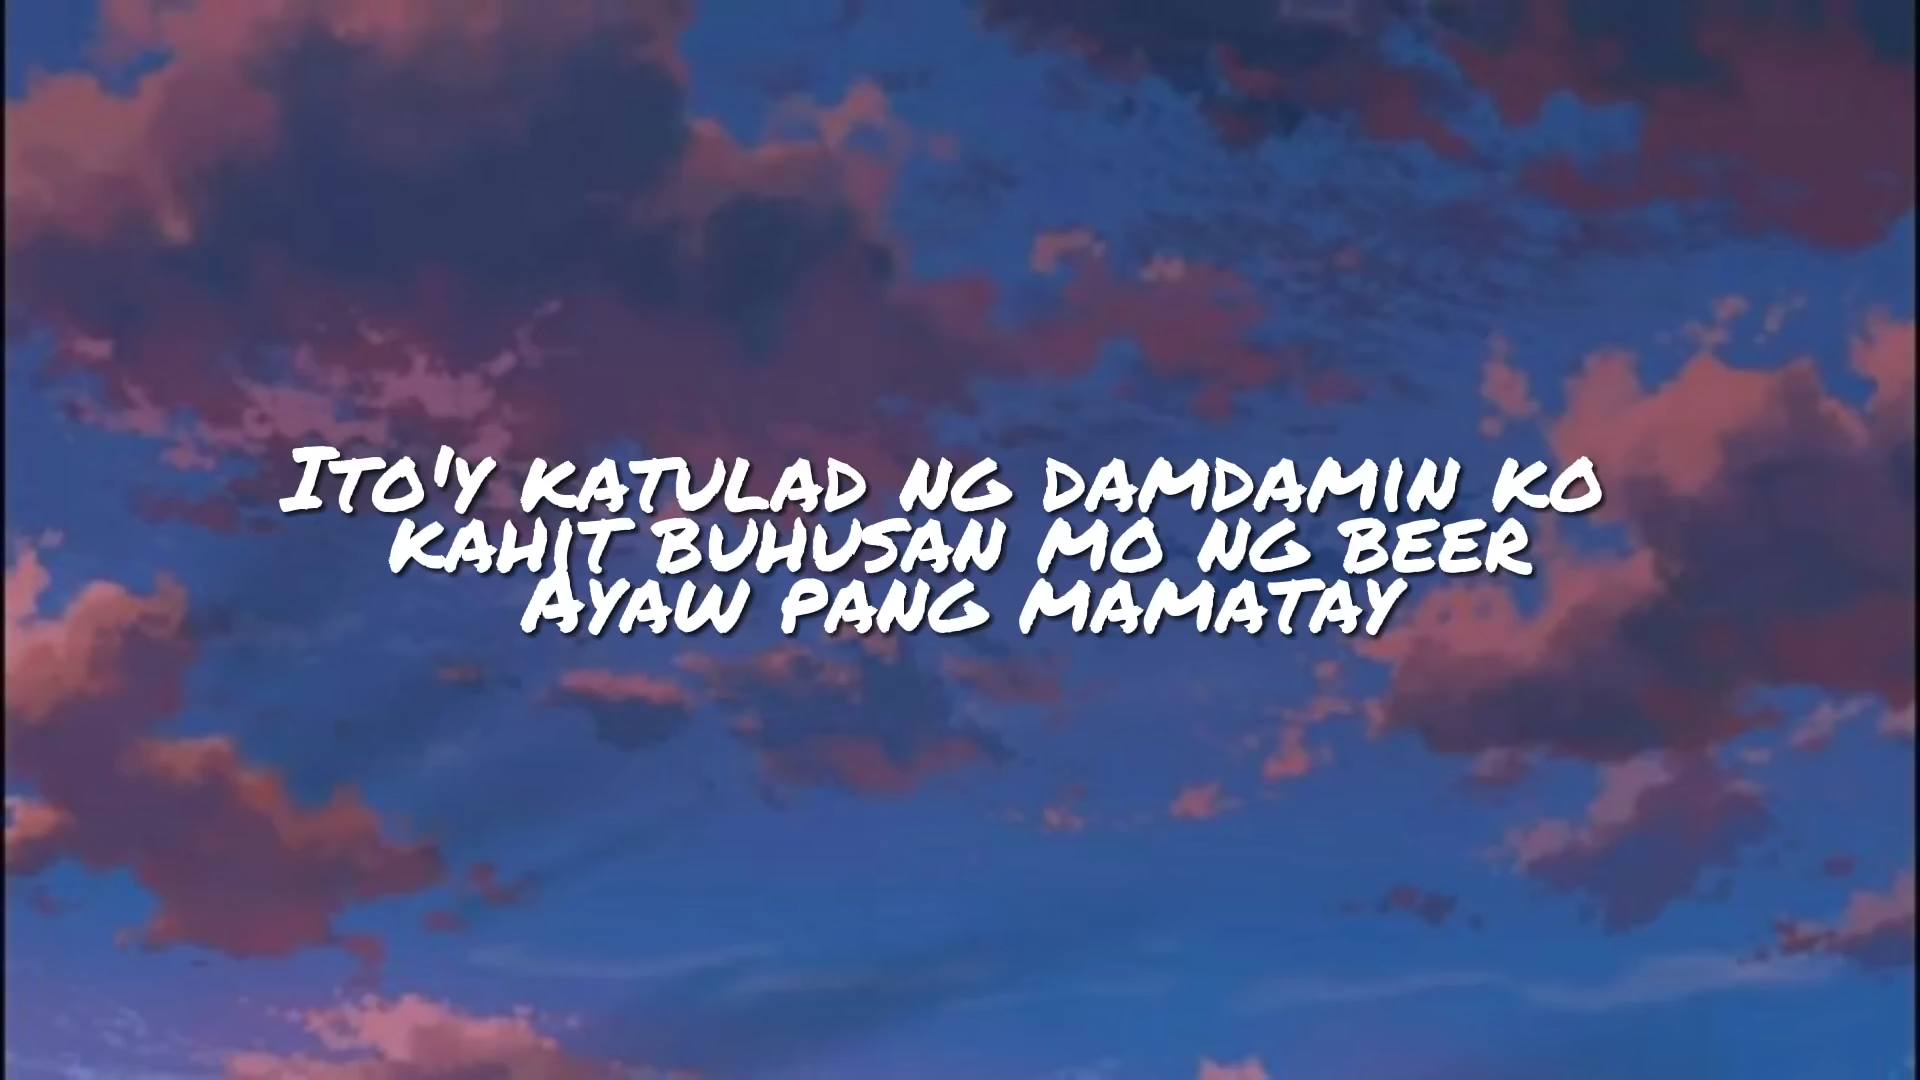 Ito'y katulad ng damdamin ko
kahit buhusan mo ng beer
Ayaw pang mamatay